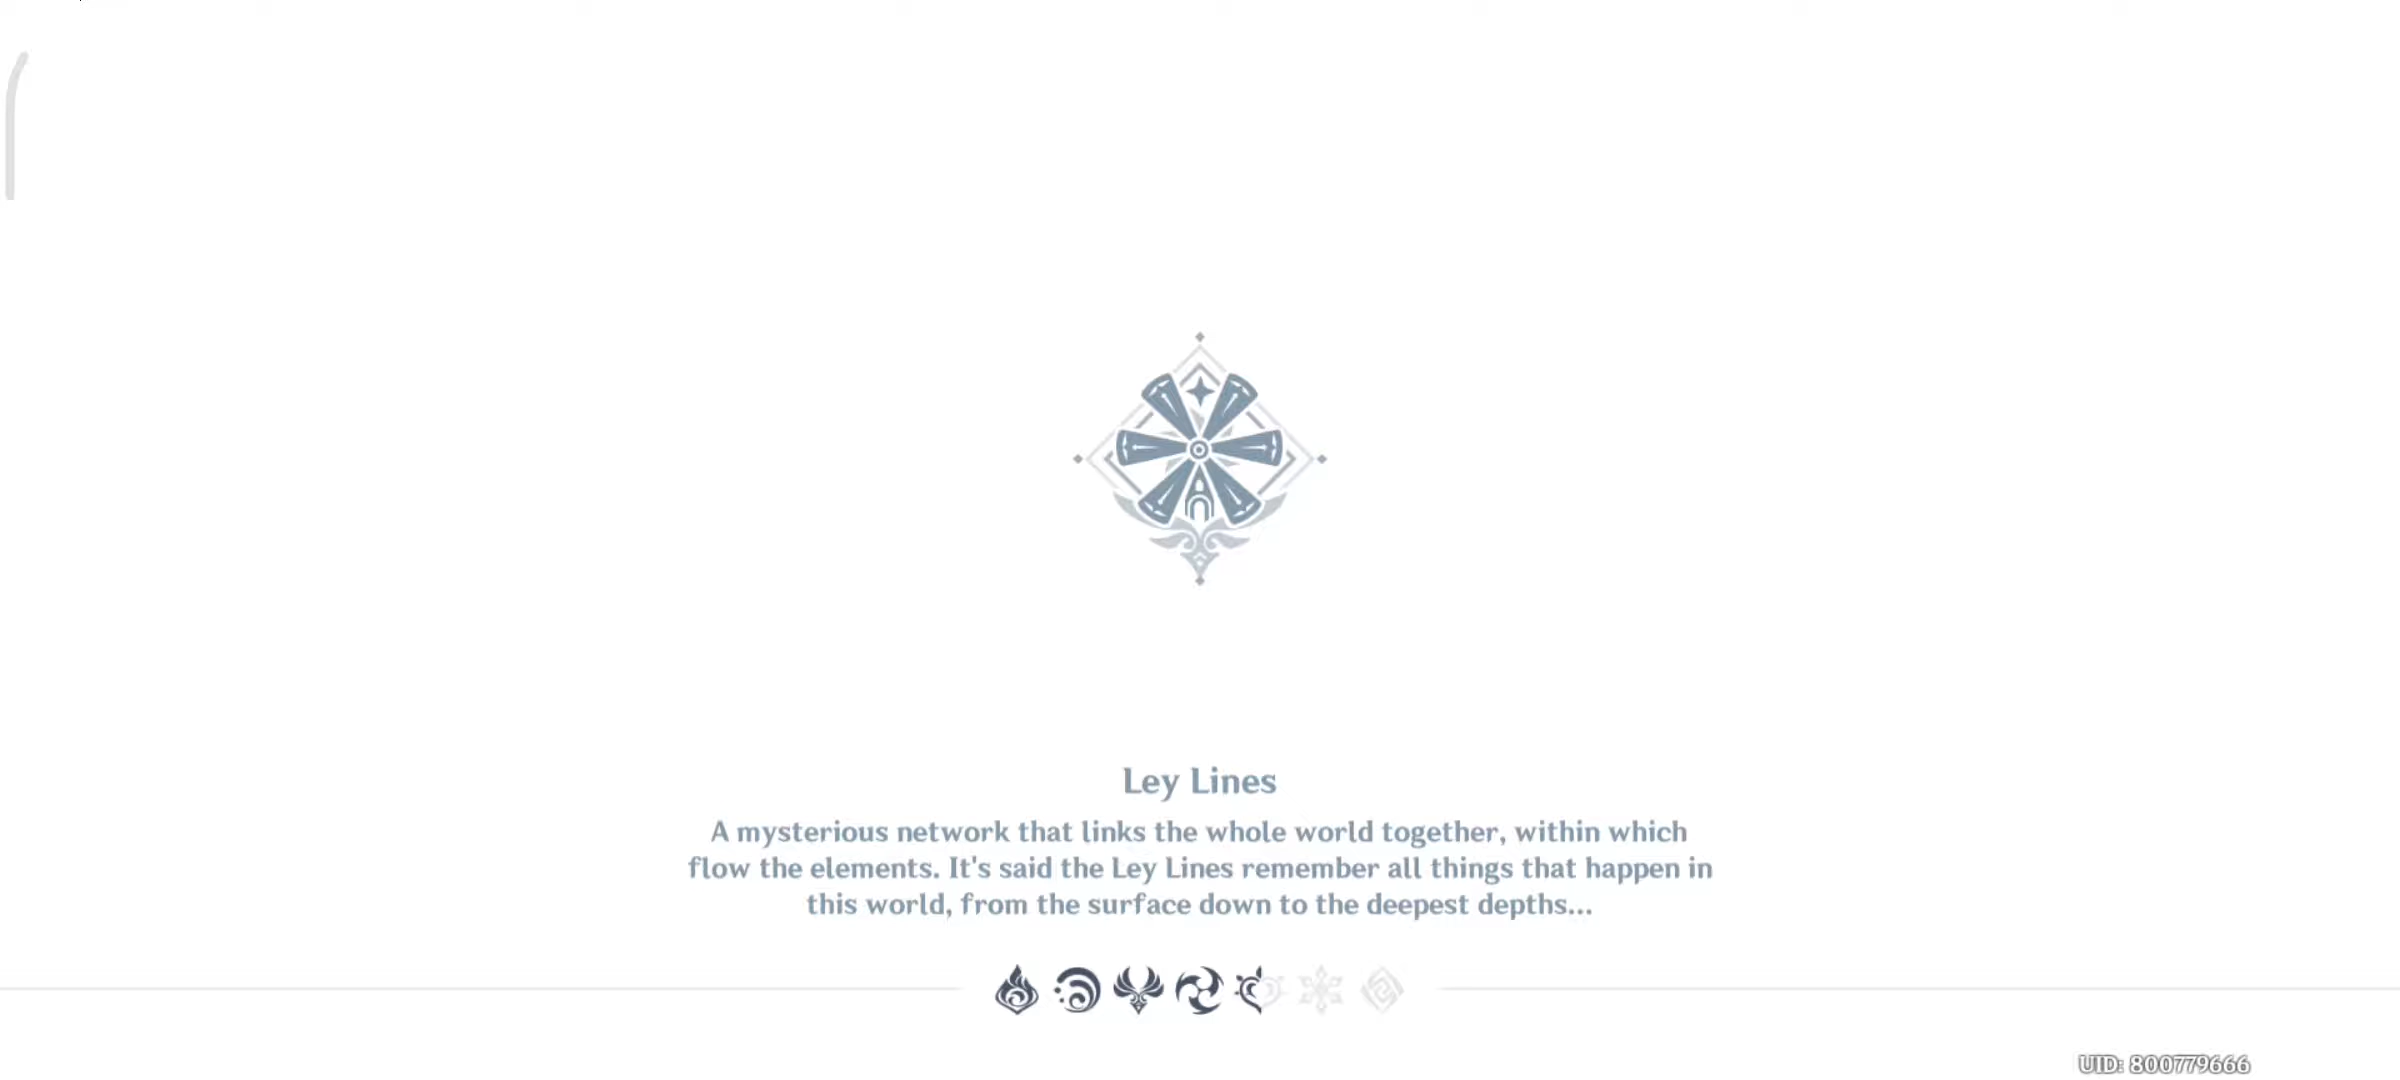 Ley Lines
A mysterious network that links the whole world together, within which
flow the elements. It's said the Ley Lines remember all things that happen in
this world, from the surface down to the deepest depths...
UID: 800779666